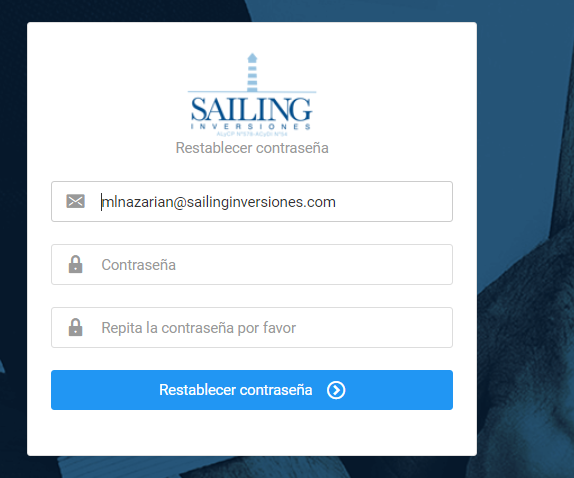 SAILING
INVERSIONES
Restablecer contraseña
mlnazarian@sailinginversiones.com
Contraseña
Repita la contraseña por favor
Restablecer contraseña